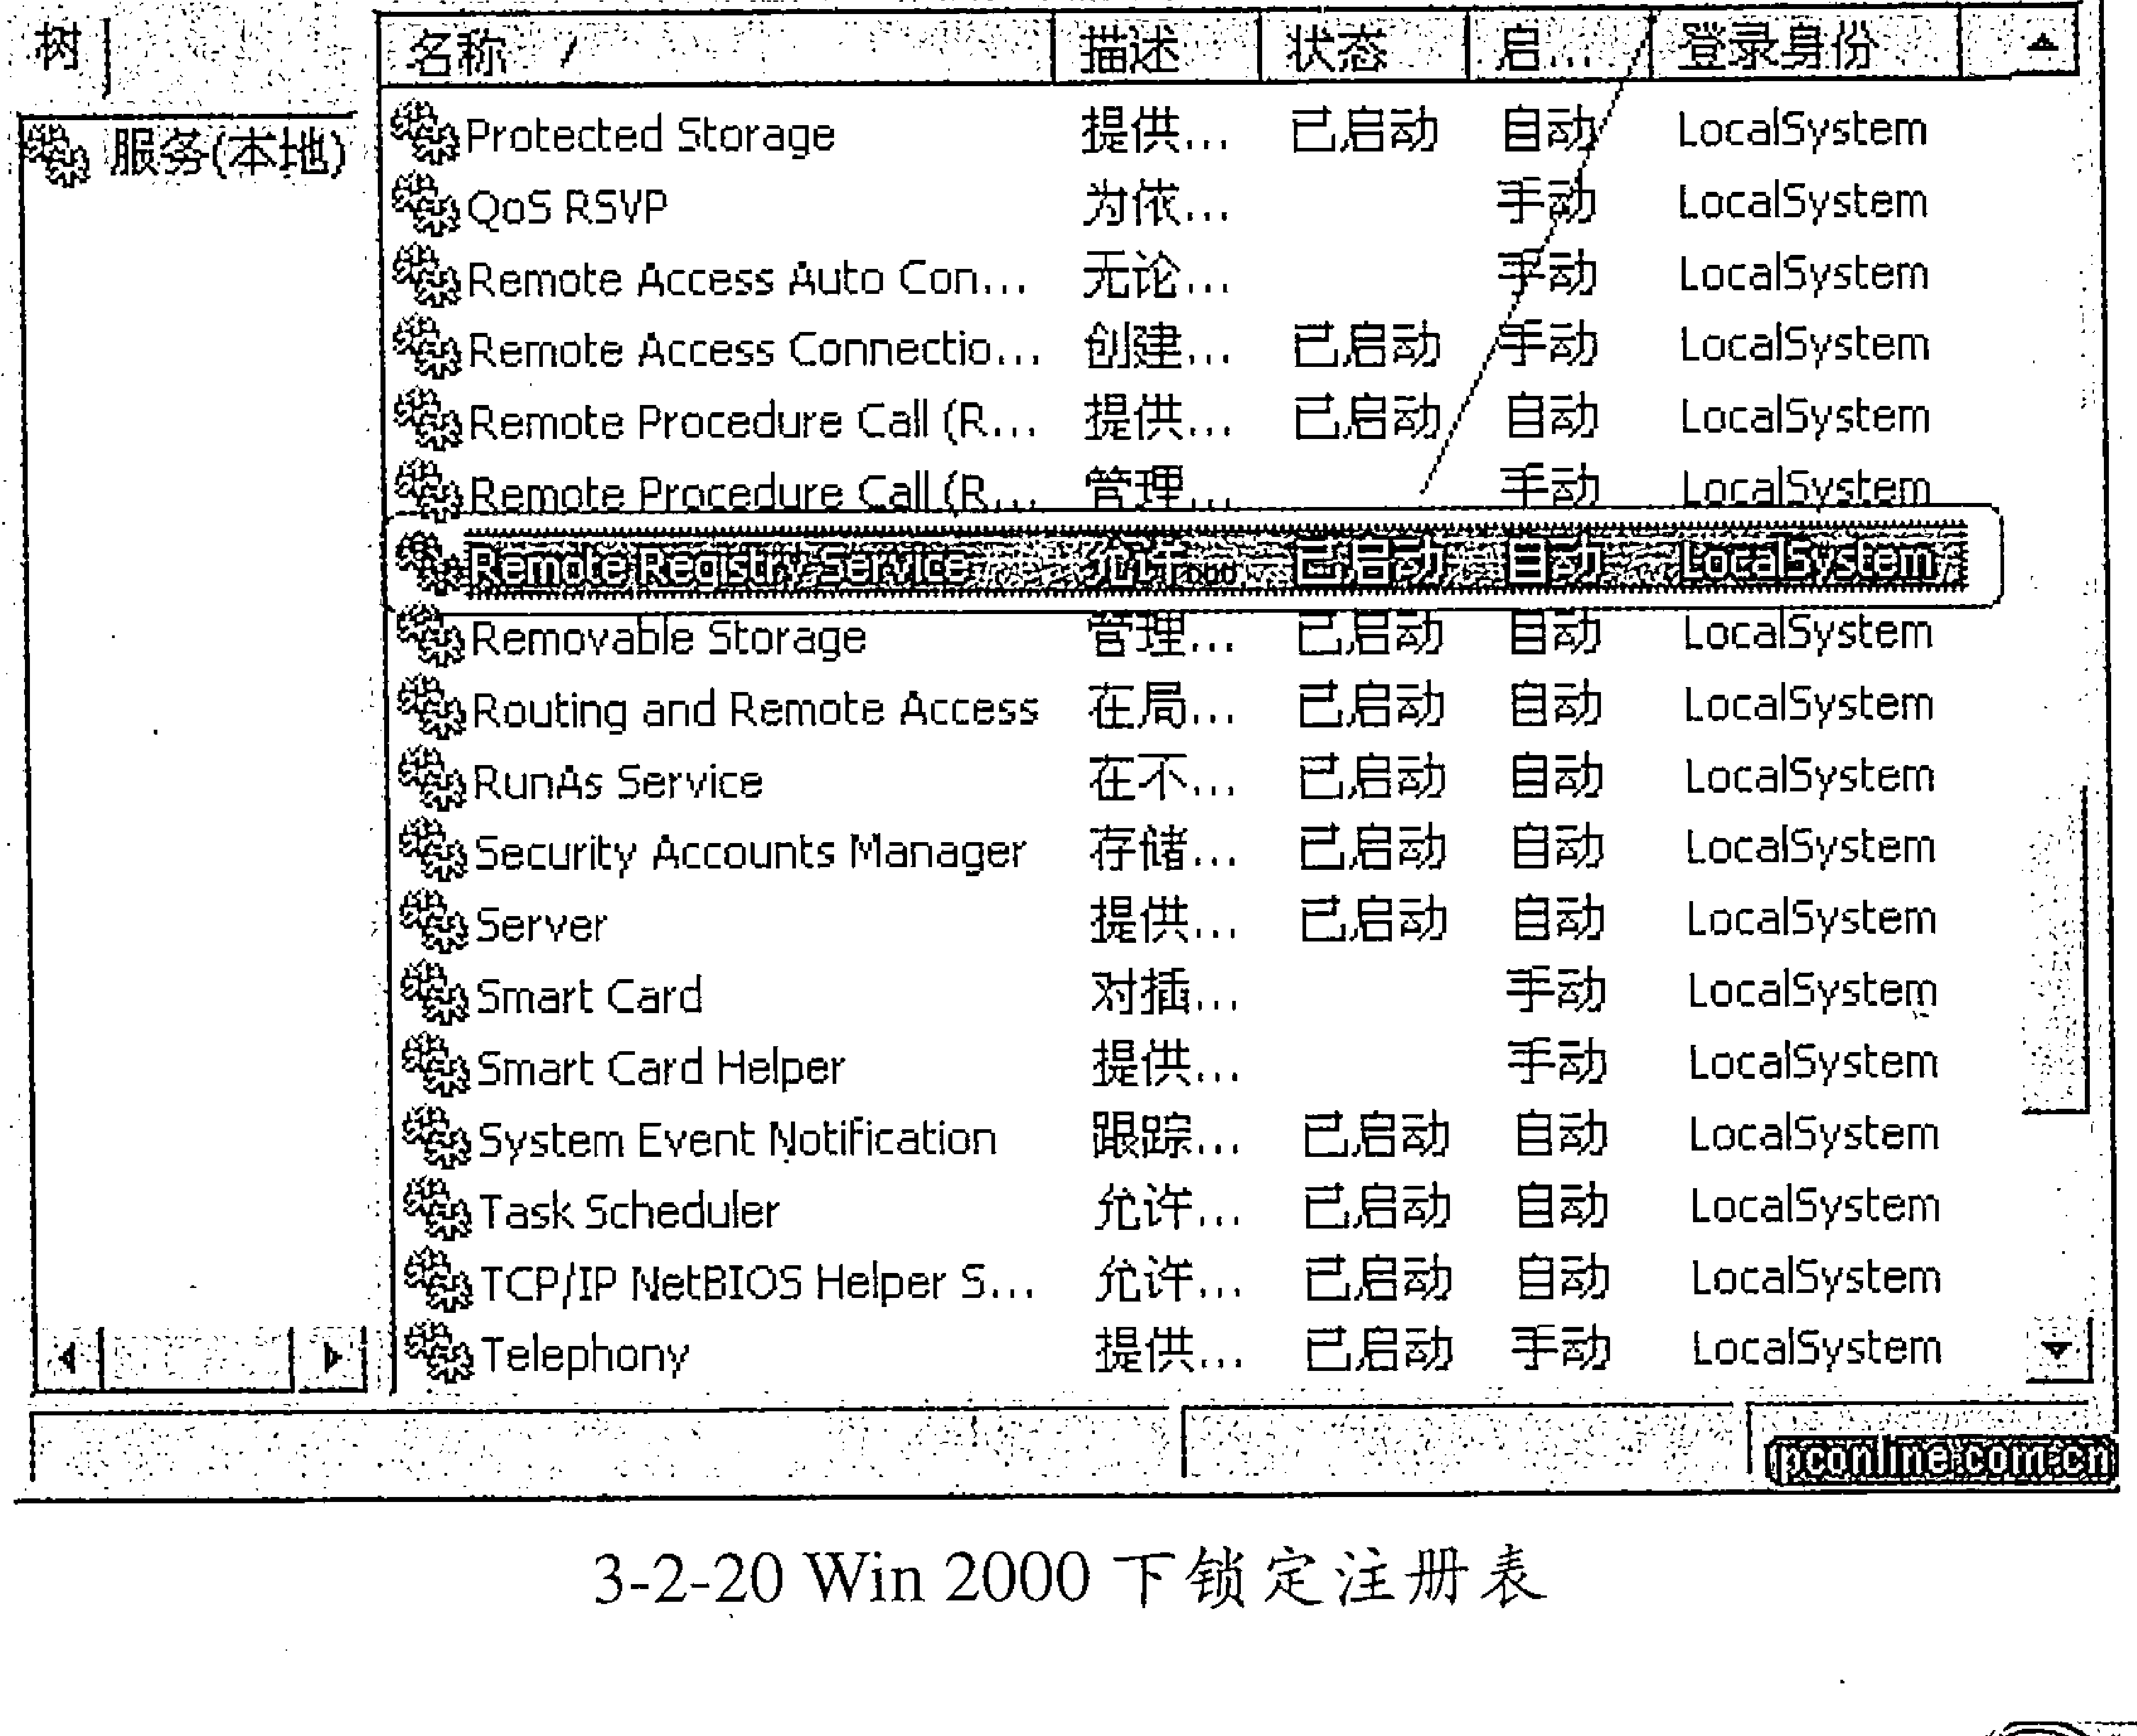 树
名称 描述 状态 启... 登录身份
服务(本地)
Protected Storage 提供... 已启动 自动 LocalSystem
QoS RSVP 为依... 手动 LocalSystem
Remote Access Auto Con... 无论... 手动 LocalSystem
Remote Access Connectio... 创建... 已启动 手动 LocalSystem
Remote Procedure Call (R... 提供... 已启动 自动 LocalSystem
Remote Procedure Call (R... 管理... 手动 LocalSystem
Remote Registry Service 允许... 已启动 自动 LocalSystem
Removable Storage 管理... 已启动 自动 LocalSystem
Routing and Remote Access 在局... 已启动 自动 LocalSystem
RunAs Service 在不... 已启动 自动 LocalSystem
Security Accounts Manager 存储... 已启动 自动 LocalSystem
Server 提供... 已启动 自动 LocalSystem
Smart Card 对插... 手动 LocalSystem
Smart Card Helper 提供... 手动 LocalSystem
System Event Notification 跟踪... 已启动 自动 LocalSystem
Task Scheduler 允许... 已启动 自动 LocalSystem
TCP/IP NetBIOS Helper S... 允许... 已启动 自动 LocalSystem
Telephony 提供... 已启动 手动 LocalSystem
pconline.com.cn
3-2-20 Win 2000 下锁定注册表